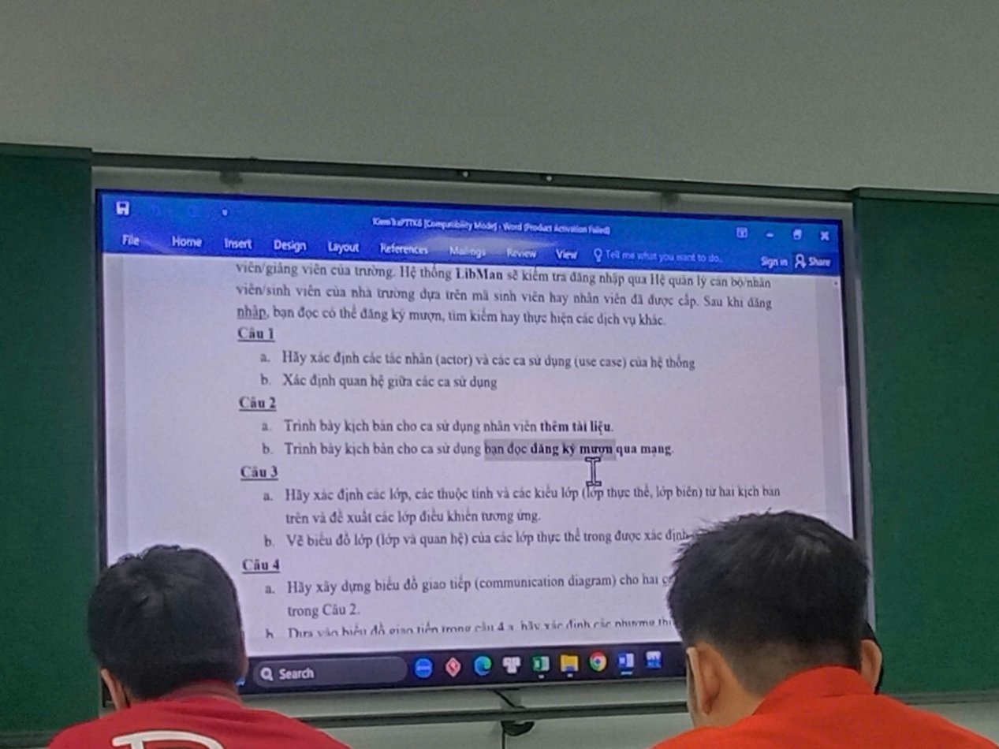 KiemTraPTTK6 [Compatibility Mode] - Word (Product Activation Failed)
File Home Insert Design Layout References Mailings Review View Tell me what you want to do... Sign in Share
viên/giảng viên của trường. Hệ thống LibMan sẽ kiểm tra đăng nhập qua Hệ quản lý cán bộ/nhân
viên/sinh viên của nhà trường dựa trên mã sinh viên hay nhân viên đã được cấp. Sau khi đăng
nhập, bạn đọc có thể đăng ký mượn, tìm kiếm hay thực hiện các dịch vụ khác.
Câu 1
a. Hãy xác định các tác nhân (actor) và các ca sử dụng (use case) của hệ thống
b. Xác định quan hệ giữa các ca sử dụng
Câu 2
a. Trình bày kịch bản cho ca sử dụng nhân viên thêm tài liệu.
b. Trình bày kịch bản cho ca sử dụng bạn đọc đăng ký mượn qua mạng.
Câu 3
a. Hãy xác định các lớp, các thuộc tính và các kiểu lớp (lớp thực thể, lớp biên) từ hai kịch bản
trên và đề xuất các lớp điều khiển tương ứng.
b. Vẽ biểu đồ lớp (lớp và quan hệ) của các lớp thực thể trong được xác định
Câu 4
a. Hãy xây dựng biểu đồ giao tiếp (communication diagram) cho hai
trong Câu 2.
b. Dựa vào biểu đồ giao tiếp trong câu 4.a, hãy xác định các phương
Search